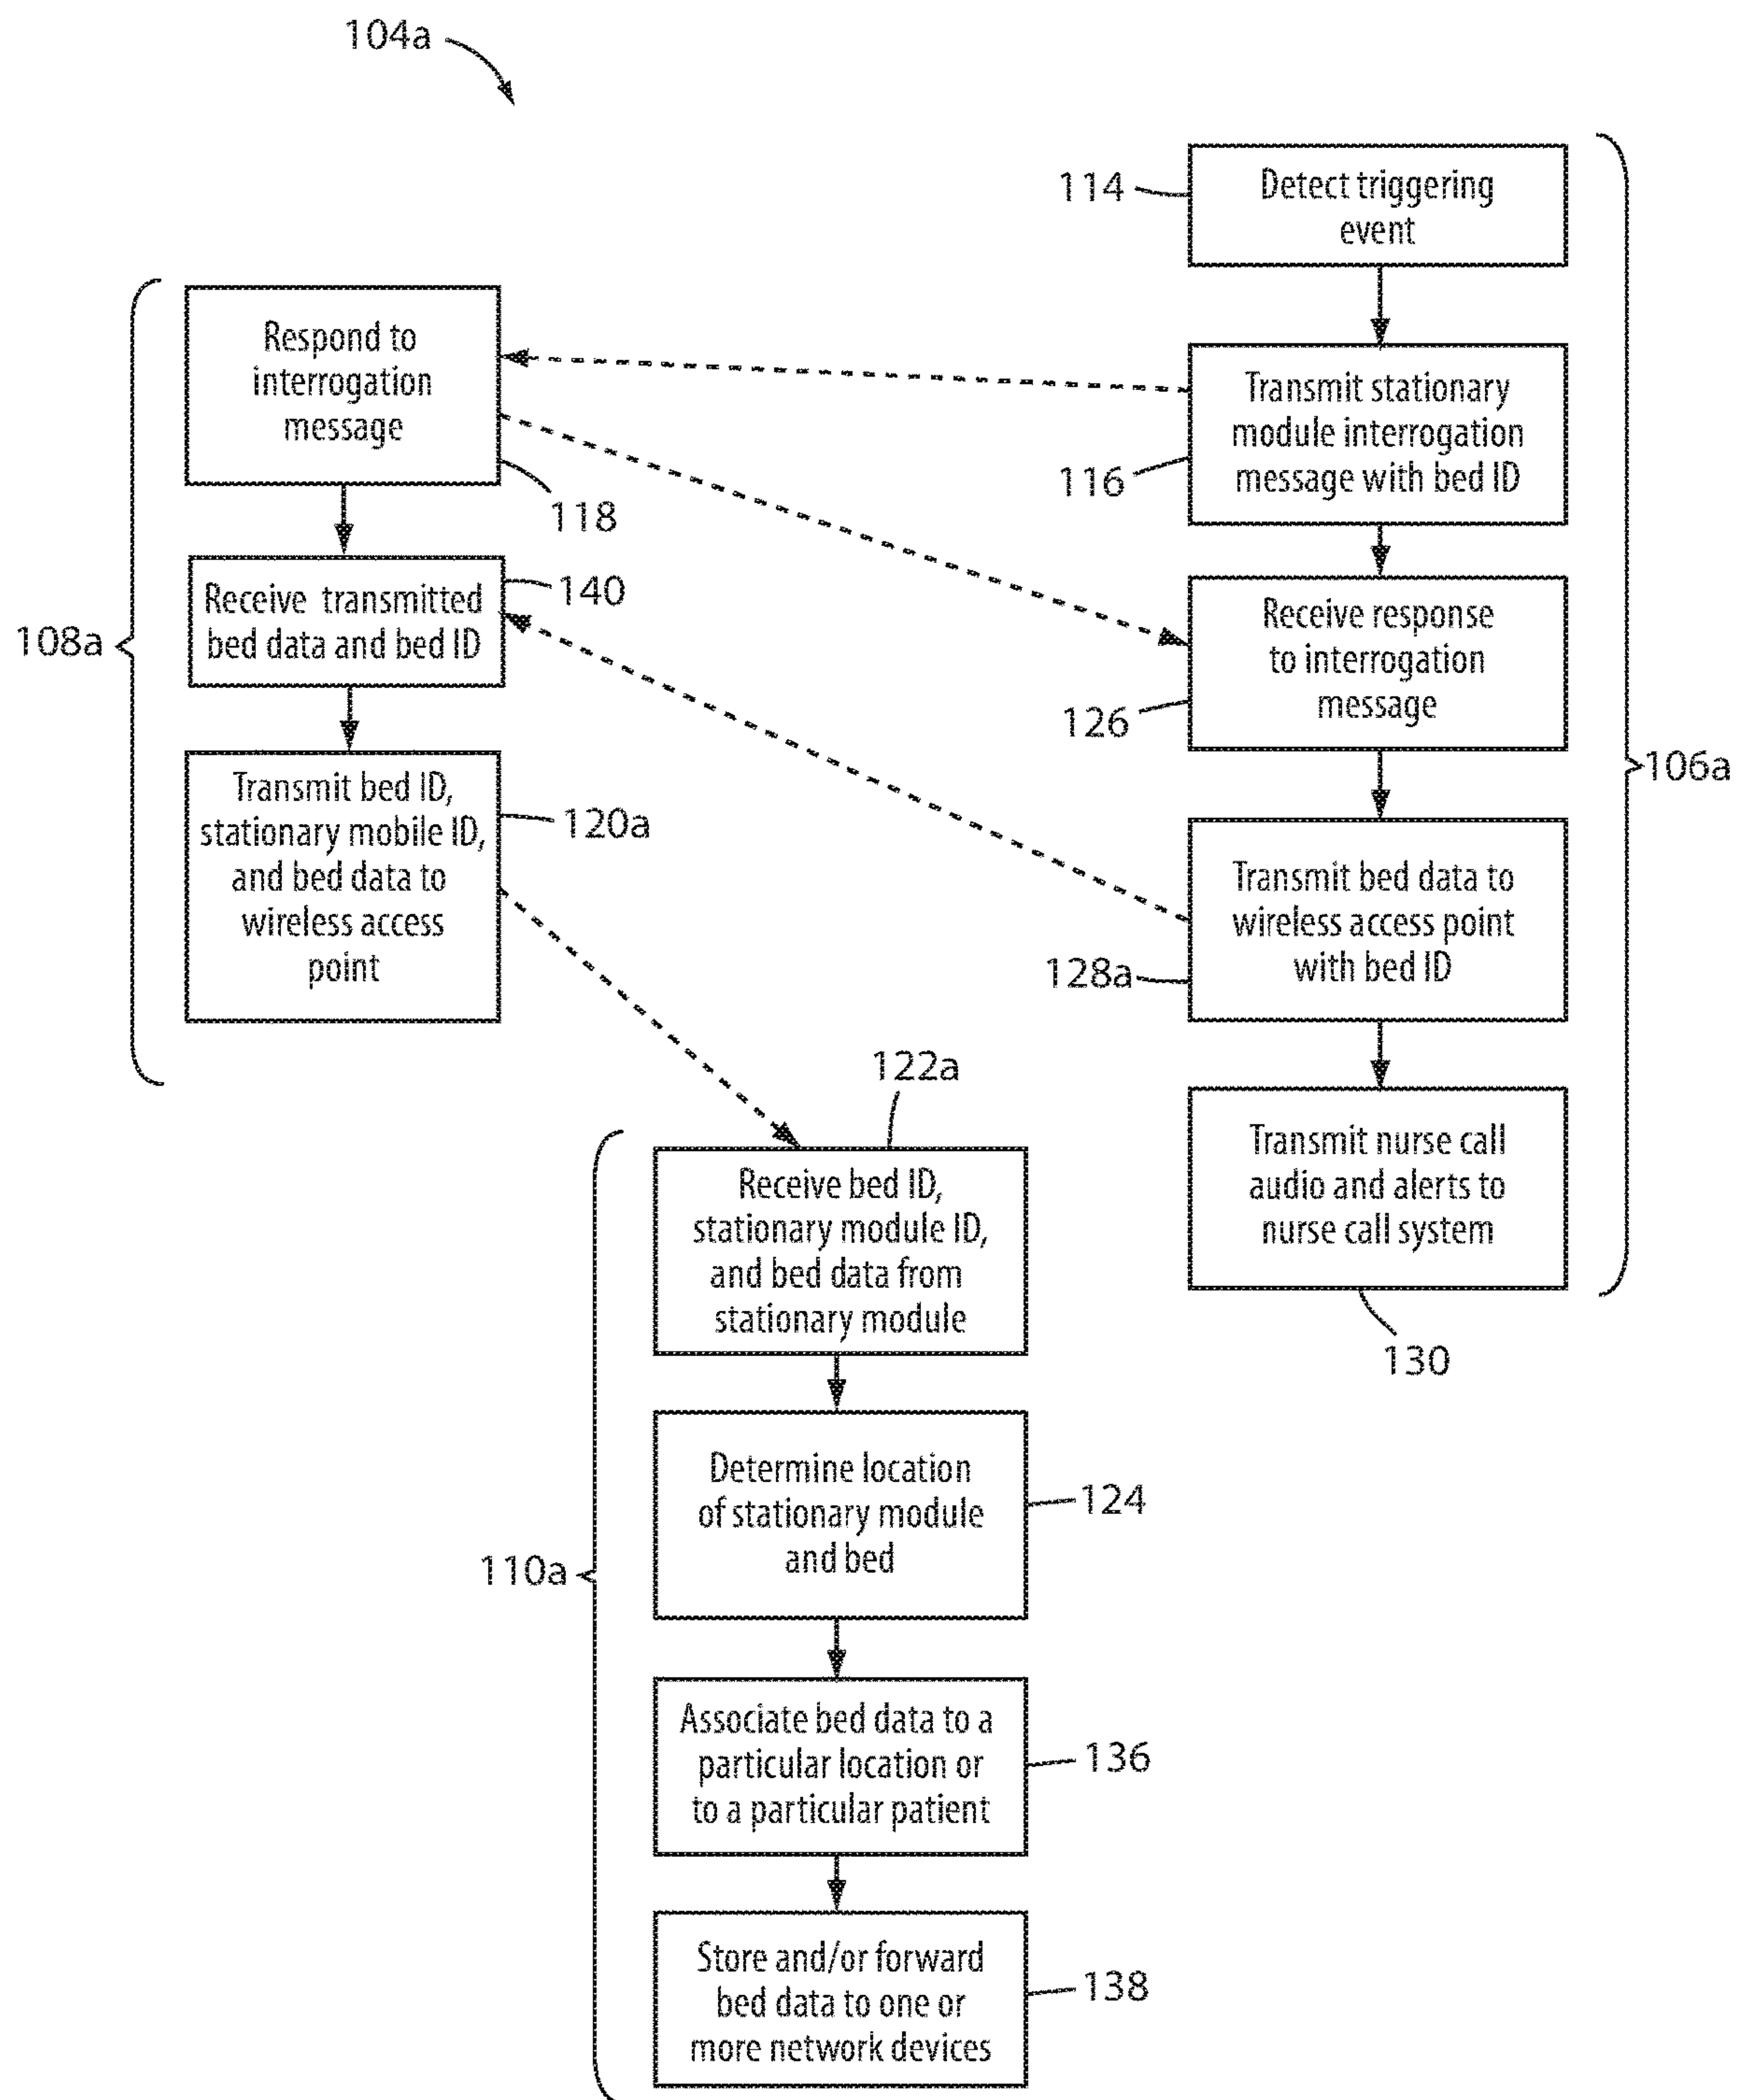 104a
114
Detect triggering
event
Respond to
interrogation
message
118
Transmit stationary
module interrogation
message with bed ID
116
108a
Receive transmitted
bed data and bed ID
140
Receive response
to interrogation
message
126
106a
Transmit bed ID,
stationary mobile ID,
and bed data to
wireless access
point
120a
Transmit bed data to
wireless access point
with bed ID
128a
122a
Receive bed ID,
stationary module ID,
and bed data from
stationary module
Transmit nurse call
audio and alerts to
nurse call system
130
110a
Determine location
of stationary module
and bed
124
Associate bed data to a
particular location or
to a particular patient
136
Store and/or forward
bed data to one or
more network devices
138